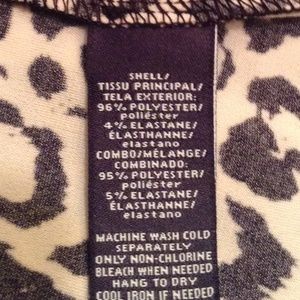 SHELL/
TISSU PRINCIPAL/
TELA EXTERIOR:
96% POLYESTER/
poliéster
4% ELASTANE/
ÉLASTHANNE/
elastano
COMBO/MÉLANGE/
COMBINADO:
95% POLYESTER/
poliéster
5% ELASTANE/
ÉLASTHANNE/
elastano
MACHINE WASH COLD
SEPARATELY
ONLY NON-CHLORINE
BLEACH WHEN NEEDED
HANG TO DRY
COOL IRON IF NEEDED